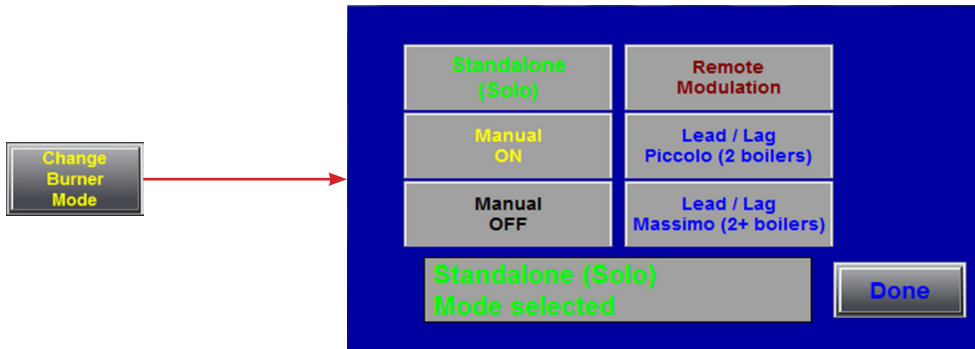 Change
Burner
Mode
Standalone
(Solo)
Remote
Modulation
Manual
ON
Lead / Lag
Piccolo (2 boilers)
Manual
OFF
Lead / Lag
Massimo (2+ boilers)
Standalone (Solo)
Mode selected
Done